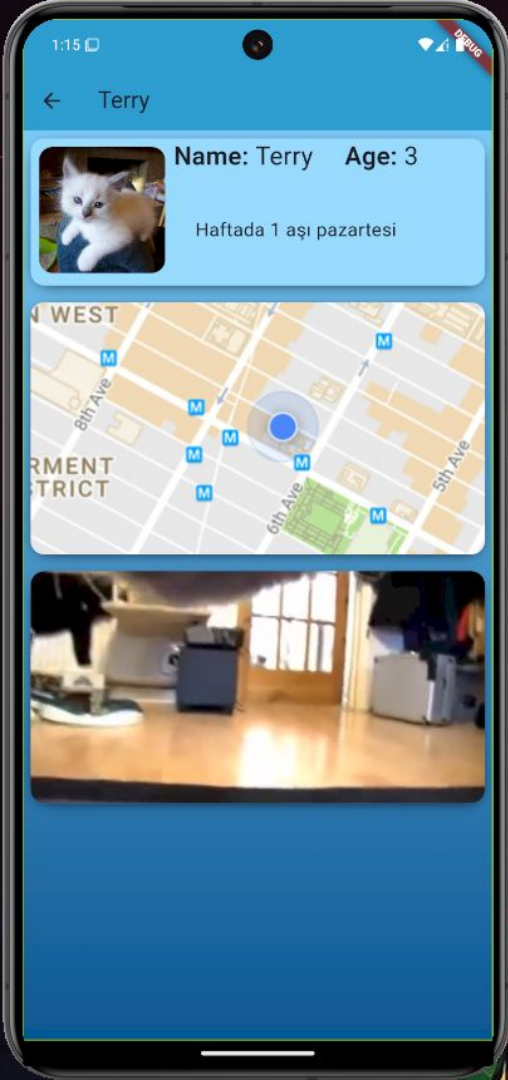 1:15
DEBUG
Terry
Name: Terry Age: 3
Haftada 1 aşı pazartesi
N WEST
M
M
8th Ave
M
M
M
M
RMENT
TRICT
M
6th Ave
5th Ave
M